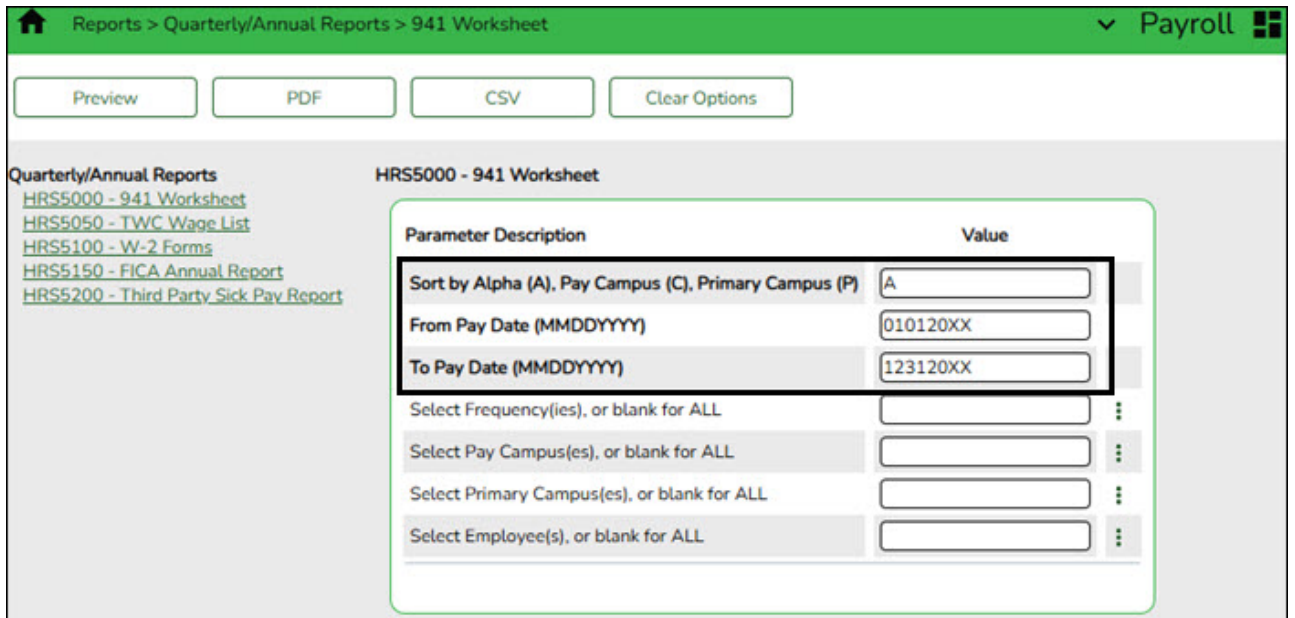 Reports > Quarterly/Annual Reports > 941 Worksheet
Payroll
Preview
PDF
CSV
Clear Options
Quarterly/Annual Reports
HRS5000 - 941 Worksheet
HRS5050 - TWC Wage List
HRS5100 - W-2 Forms
HRS5150 - FICA Annual Report
HRS5200 - Third Party Sick Pay Report
HRS5000 - 941 Worksheet
Parameter Description Value
Sort by Alpha (A), Pay Campus (C), Primary Campus (P) A
From Pay Date (MMDDYYYY) 010120XX
To Pay Date (MMDDYYYY) 123120XX
Select Frequency(ies), or blank for ALL
Select Pay Campus(es), or blank for ALL
Select Primary Campus(es), or blank for ALL
Select Employee(s), or blank for ALL